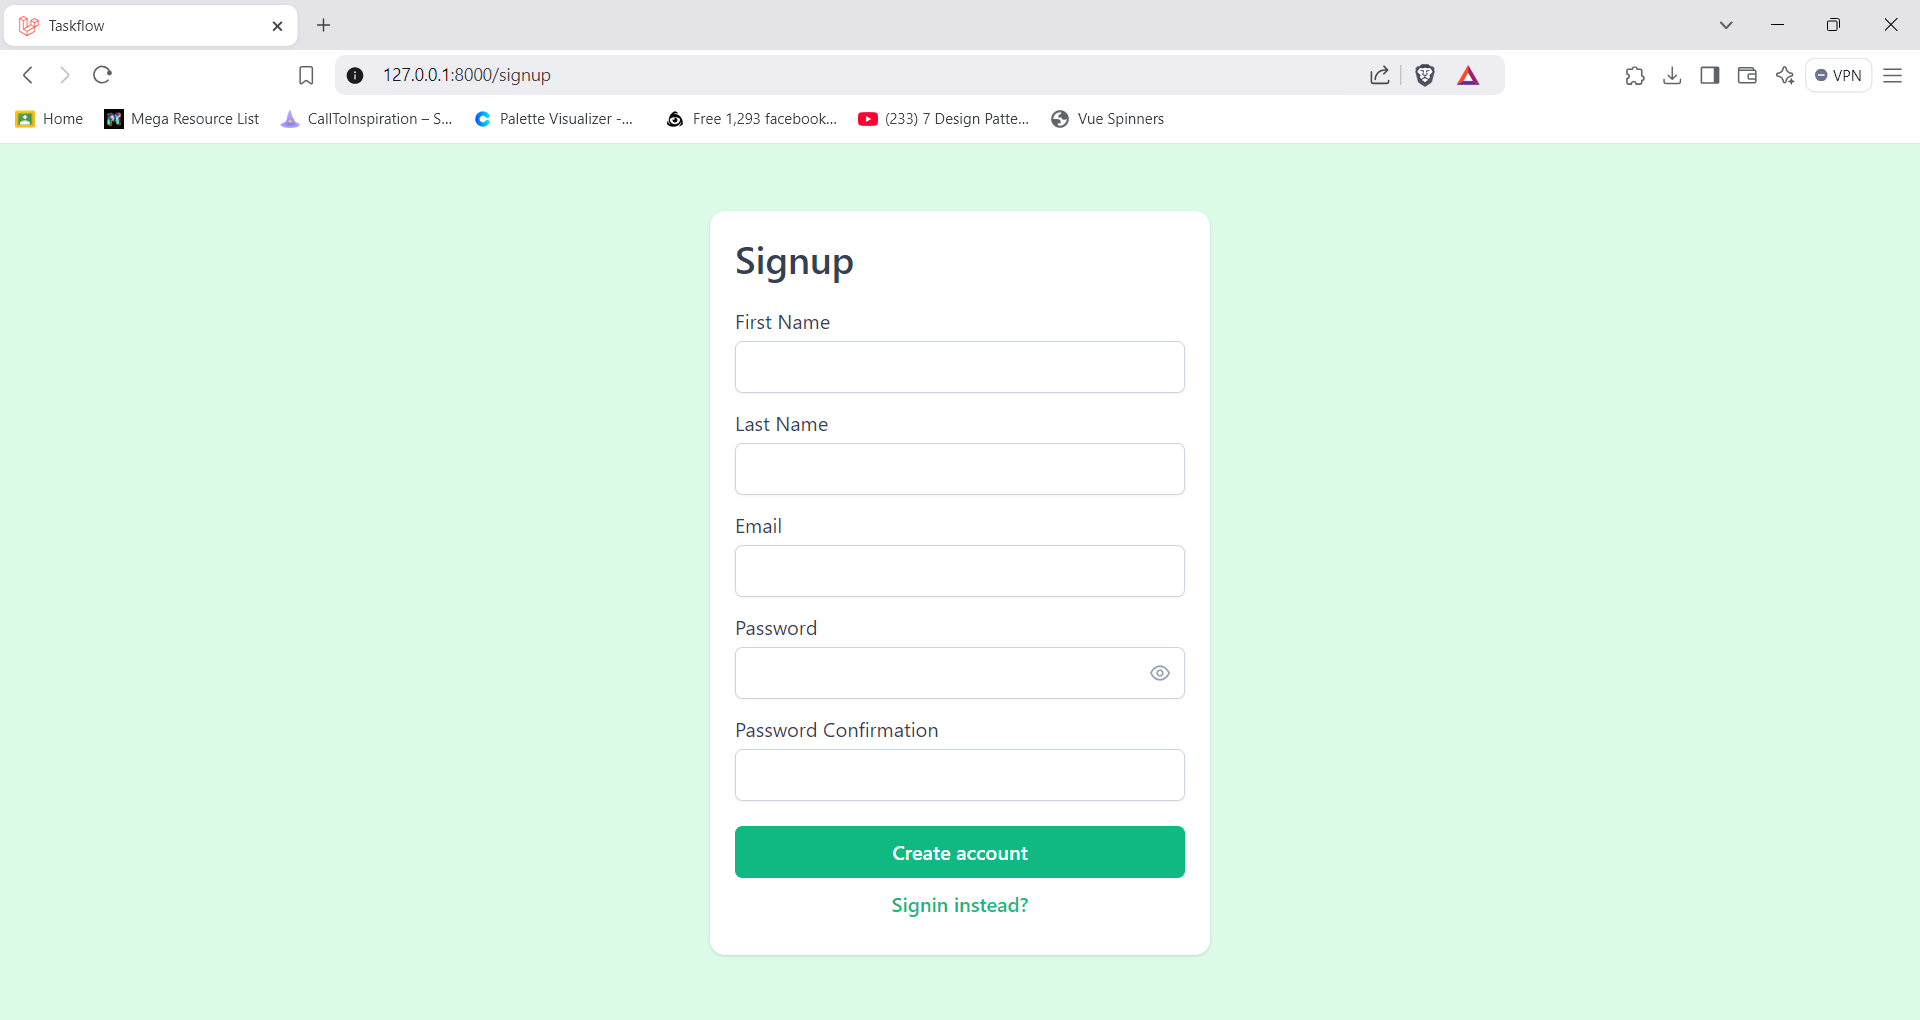 Taskflow
127.0.0.1:8000/signup
VPN
Home Mega Resource List CallToInspiration – S... Palette Visualizer -... Free 1,293 facebook... (233) 7 Design Patte... Vue Spinners
Signup
First Name
Last Name
Email
Password
Password Confirmation
Create account
Signin instead?